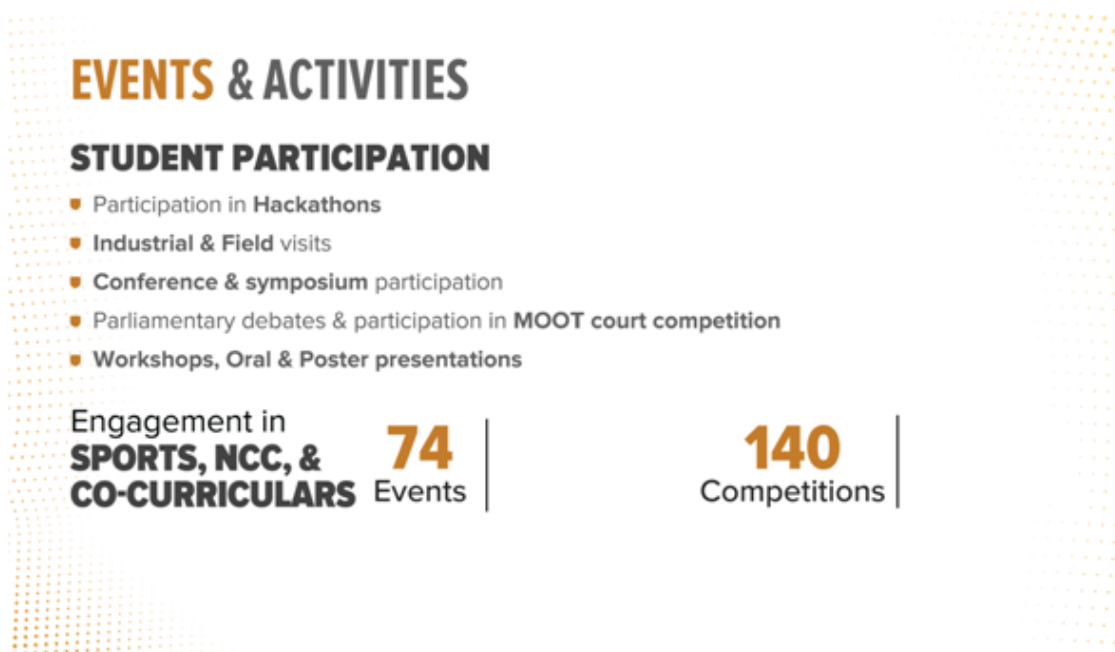 EVENTS & ACTIVITIES
STUDENT PARTICIPATION
Participation in Hackathons
Industrial & Field visits
Conference & symposium participation
Parliamentary debates & participation in MOOT court competition
Workshops, Oral & Poster presentations
Engagement in
SPORTS, NCC, &
CO-CURRICULARS
74
Events
140
Competitions